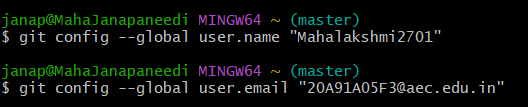 janap@MahaJanapaneedi MINGW64 ~ (master)
$ git config --global user.name "Mahalakshmi2701"
janap@MahaJanapaneedi MINGW64 ~ (master)
$ git config --global user.email "20A91A05F3@aec.edu.in"